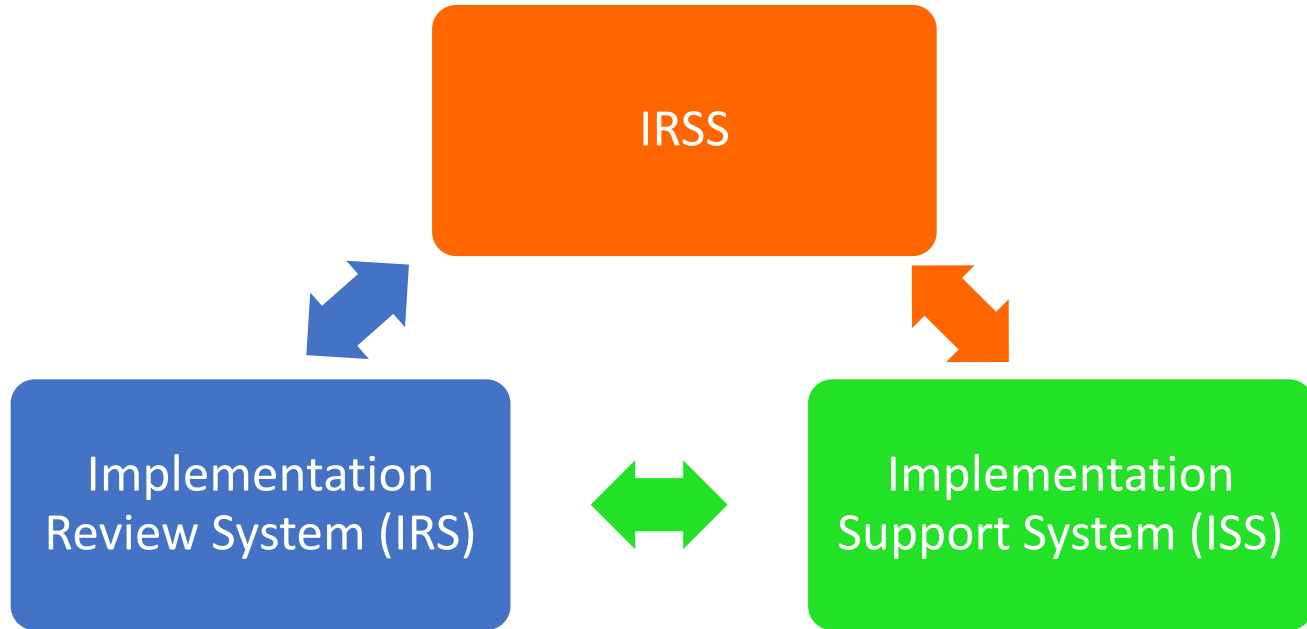 IRSS
Implementation
Review System (IRS)
Implementation
Support System (ISS)